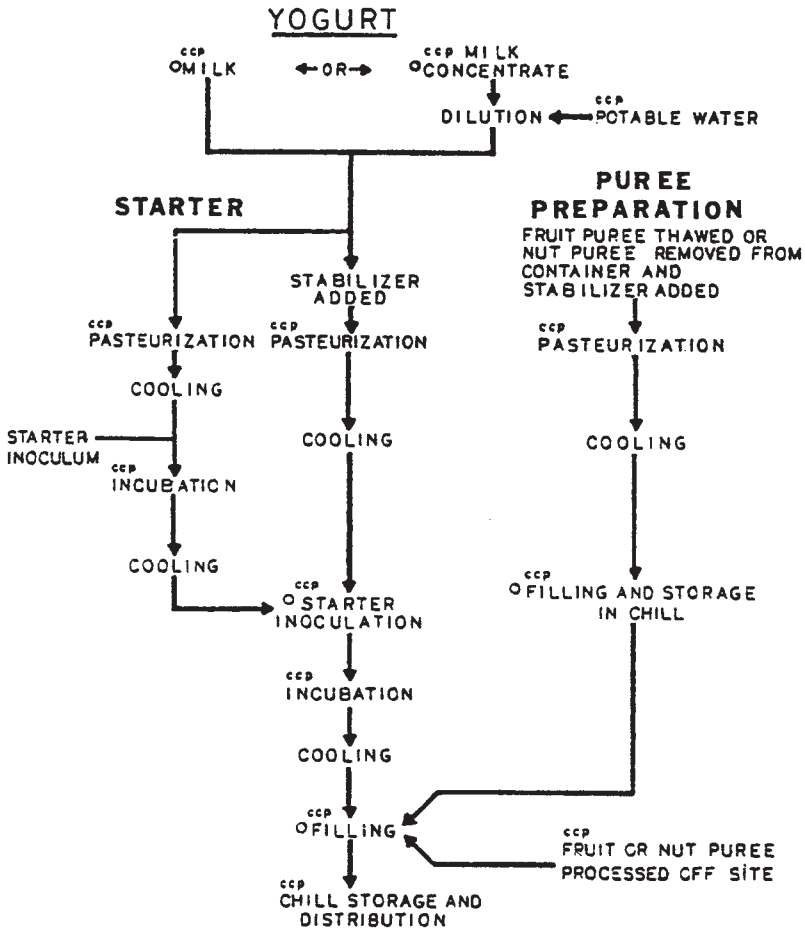 YOGURT
ccp
MILK
OR
ccp MILK
CONCENTRATE
DILUTION
ccp
POTABLE WATER
STARTER
PUREE
PREPARATION
FRUIT PUREE THAWED OR
NUT PUREE REMOVED FROM
CONTAINER AND
STABILIZER ADDED
STABILIZER
ADDED
ccp
PASTEURIZATION
ccp
PASTEURIZATION
ccp
PASTEURIZATION
COOLING
COOLING
COOLING
STARTER
INOCULUM
ccp
INCUBATION
COOLING
ccp
STARTER
INOCULATION
ccp
FILLING AND STORAGE
IN CHILL
ccp
INCUBATION
COOLING
ccp
FILLING
ccp
FRUIT OR NUT PUREE
PROCESSED OFF SITE
ccp
CHILL STORAGE AND
DISTRIBUTION